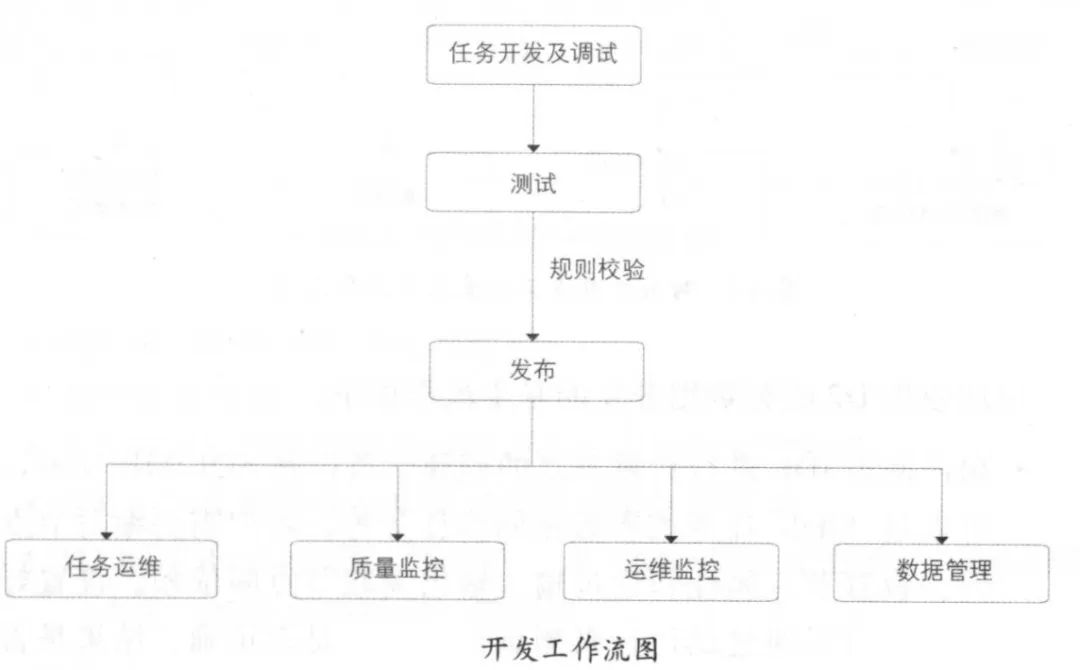 任务开发及调试
测试
规则校验
发布
任务运维
质量监控
运维监控
数据管理
开发工作流图